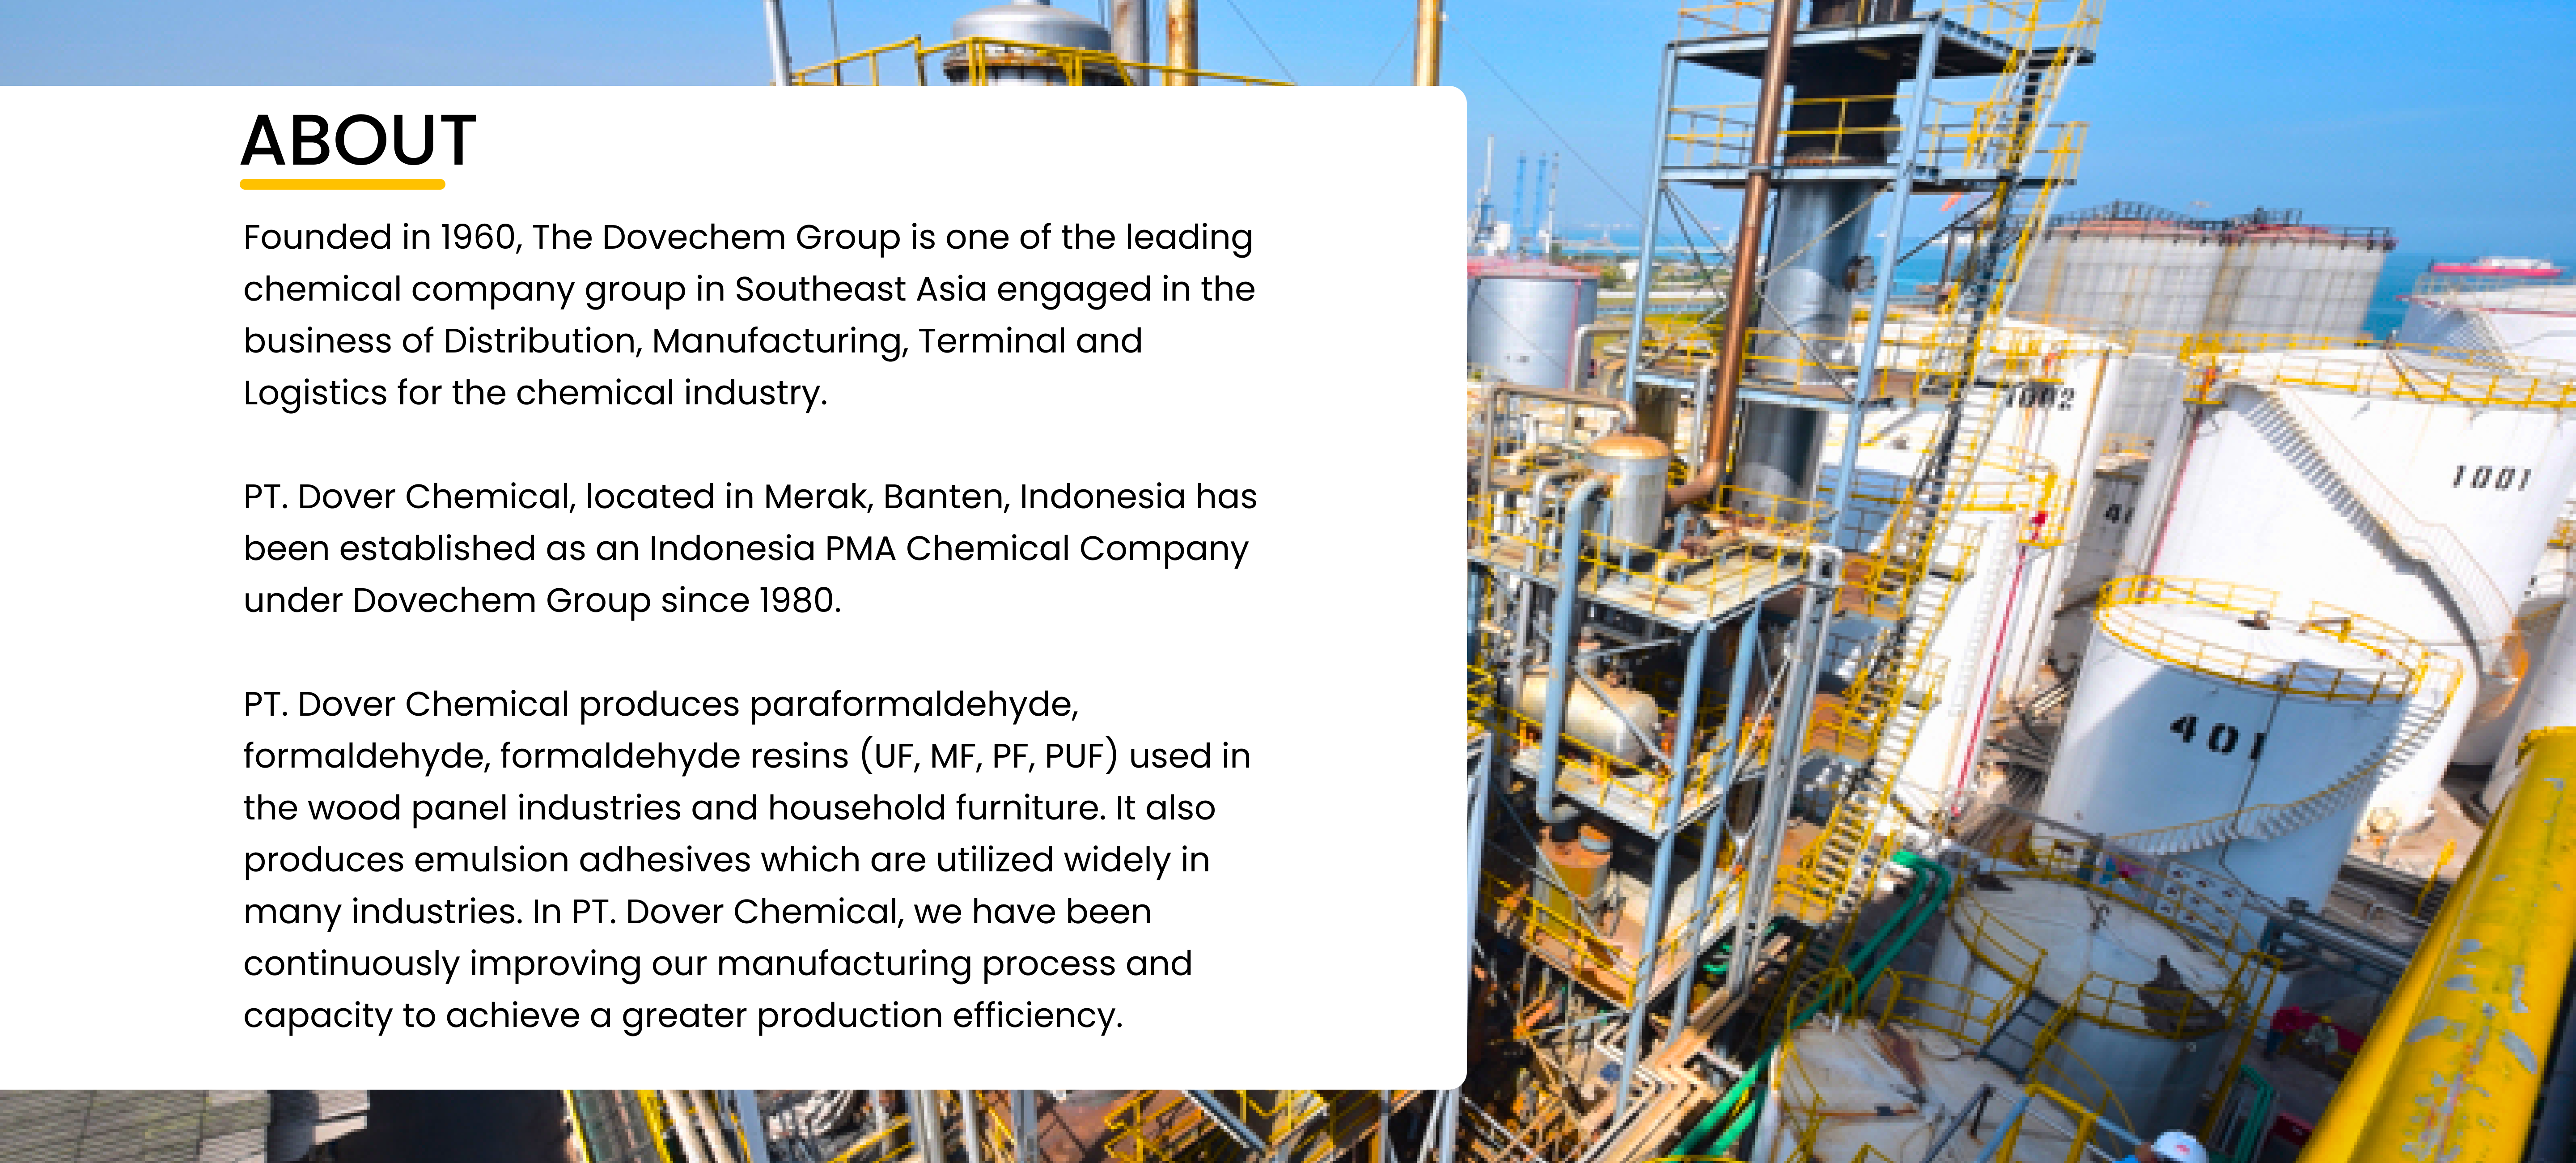 ABOUT
Founded in 1960, The Dovechem Group is one of the leading
chemical company group in Southeast Asia engaged in the
business of Distribution, Manufacturing, Terminal and
Logistics for the chemical industry.
PT. Dover Chemical, located in Merak, Banten, Indonesia has
been established as an Indonesia PMA Chemical Company
under Dovechem Group since 1980.
PT. Dover Chemical produces paraformaldehyde,
formaldehyde, formaldehyde resins (UF, MF, PF, PUF) used in
the wood panel industries and household furniture. It also
produces emulsion adhesives which are utilized widely in
many industries. In PT. Dover Chemical, we have been
continuously improving our manufacturing process and
capacity to achieve a greater production efficiency.
1002
1001
401